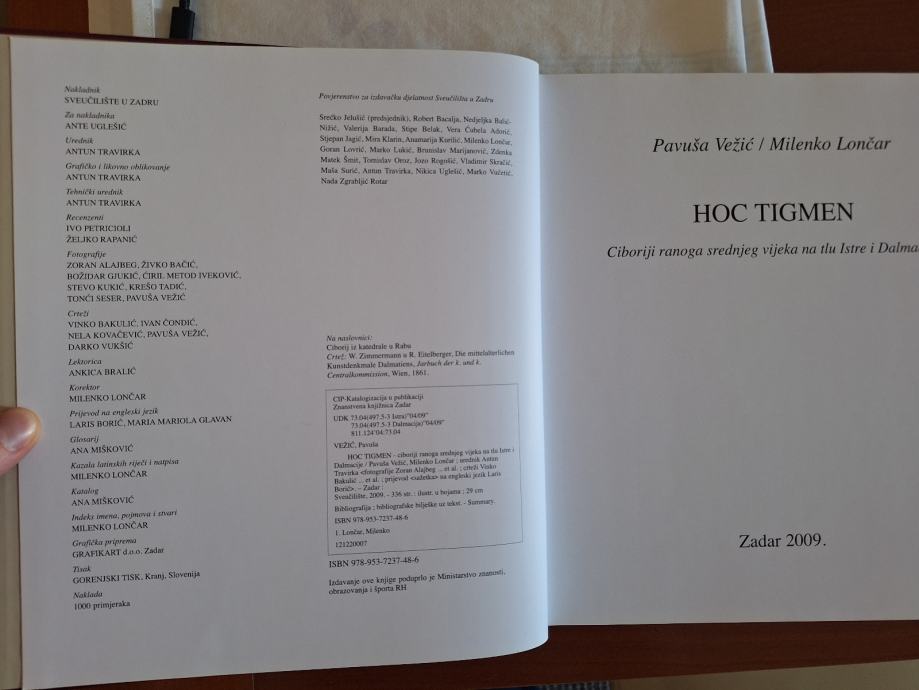 Nakladnik
SVEUČILIŠTE U ZADRU
Za nakladnika
ANTE UGLEŠIĆ
Urednik
ANTUN TRAVIRKA
Grafičko i likovno oblikovanje
ANTUN TRAVIRKA
Tehnički urednik
ANTUN TRAVIRKA
Recenzenti
IVO PETRICIOLI
ŽELJKO RAPANIĆ
Fotografije
ZORAN ALAJBEG, ŽIVKO BAČIĆ,
BOŽIDAR GJUKIĆ, ĆIRIL METOD IVEKOVIĆ,
STEVO KUKIĆ, KREŠO TADIĆ,
TONĆI SESER, PAVUŠA VEŽIĆ
Crteži
VINKO BAKULIĆ, IVAN ČONDIĆ,
NELA KOVAČEVIĆ, PAVUŠA VEŽIĆ,
DARKO VUKŠIĆ
Lektorica
ANKICA BRALIĆ
Korektor
MILENKO LONČAR
Prijevod na engleski jezik
LARIS BORIĆ, MARIA MARIOLA GLAVAN
Glosarij
ANA MIŠKOVIĆ
Kazala latinskih riječi i natpisa
MILENKO LONČAR
Katalog
ANA MIŠKOVIĆ
Indeks imena, pojmova i stvari
MILENKO LONČAR
Grafička priprema
GRAFIKART d.o.o. Zadar
Tisak
GORENJSKI TISK, Kranj, Slovenija
Naklada
1000 primjeraka
Povjerenstvo za izdavačku djelatnost Sveučilišta u Zadru
Srećko Jelušić (predsjednik), Robert Bacalja, Nedjeljka Balić-
Nižić, Valerija Barada, Stipe Belak, Vera Ćubela Adorić,
Stjepan Jagić, Mira Klarin, Anamarija Kurilić, Milenko Lončar,
Goran Lovrić, Marko Lukić, Brunislav Marijanović, Zdenka
Matek Šmit, Tomislav Oroz, Jozo Rogošić, Vladimir Skračić,
Maša Surić, Antun Travirka, Nikica Uglešić, Marko Vučetić,
Nada Zgrabljić Rotar
Na naslovnici:
Ciborij iz katedrale u Rabu
Crtež: W. Zimmermann u R. Eitelberger, Die mittelalterlichen
Kunstdenkmale Dalmatiens, Jarbuch der k. und k.
Centralkommission, Wien, 1861.
CIP-Katalogizacija u publikaciji
Znanstvena knjižnica Zadar
UDK 73.04(497.5-3 Istra)"04/09"
73.04(497.5-3 Dalmacija)"04/09"
811.124'04:73.04
VEŽIĆ, Pavuša
HOC TIGMEN - ciboriji ranoga srednjeg vijeka na tlu Istre i
Dalmacije / Pavuša Vežić, Milenko Lončar ; urednik Antun
Travirka <fotografije Zoran Alajbeg ... et al. ; crteži Vinko
Bakulić ... et al. ; prijevod <sažetka> na engleski jezik Laris
Borić>. – Zadar :
Sveučilište, 2009. - 336 str. : ilustr. u bojama ; 29 cm
Bibliografija ; bibliografske bilješke uz tekst. - Summary.
ISBN 978-953-7237-48-6
1. Lončar, Milenko
121220007
ISBN 978-953-7237-48-6
Izdavanje ove knjige poduprlo je Ministarstvo znanosti,
obrazovanja i športa RH
Pavuša Vežić / Milenko Lončar
HOC TIGMEN
Ciboriji ranoga srednjeg vijeka na tlu Istre i Dalma
Zadar 2009.